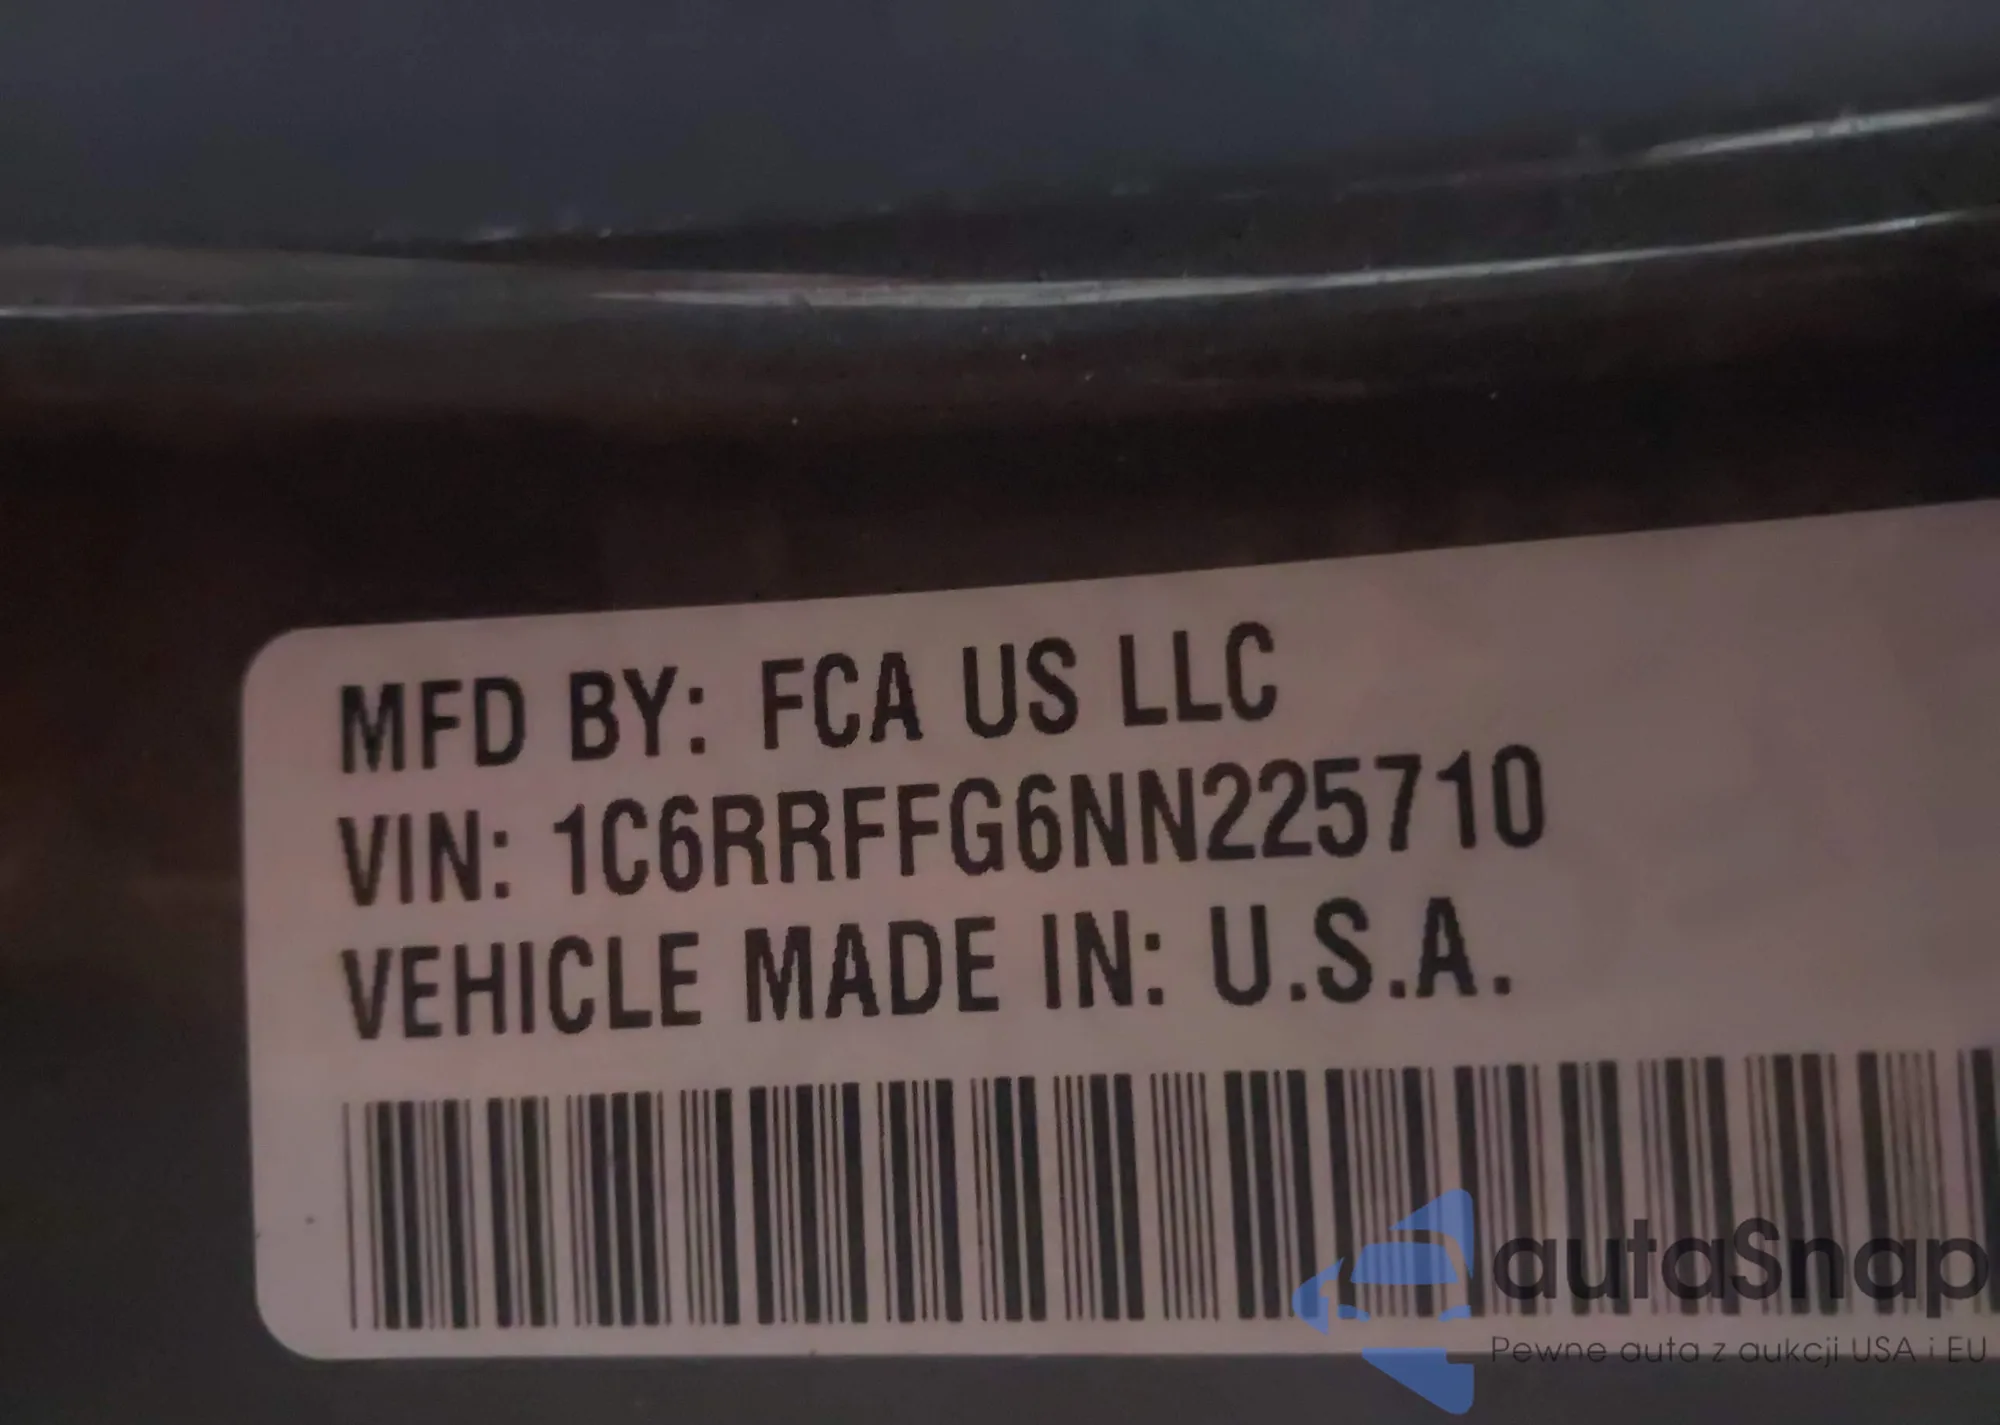 MFD BY: FCA US LLC
VIN: 1C6RRFFG6NN225710
VEHICLE MADE IN: U.S.A.
autaSnap
Pewne auta z aukcji USA i EU